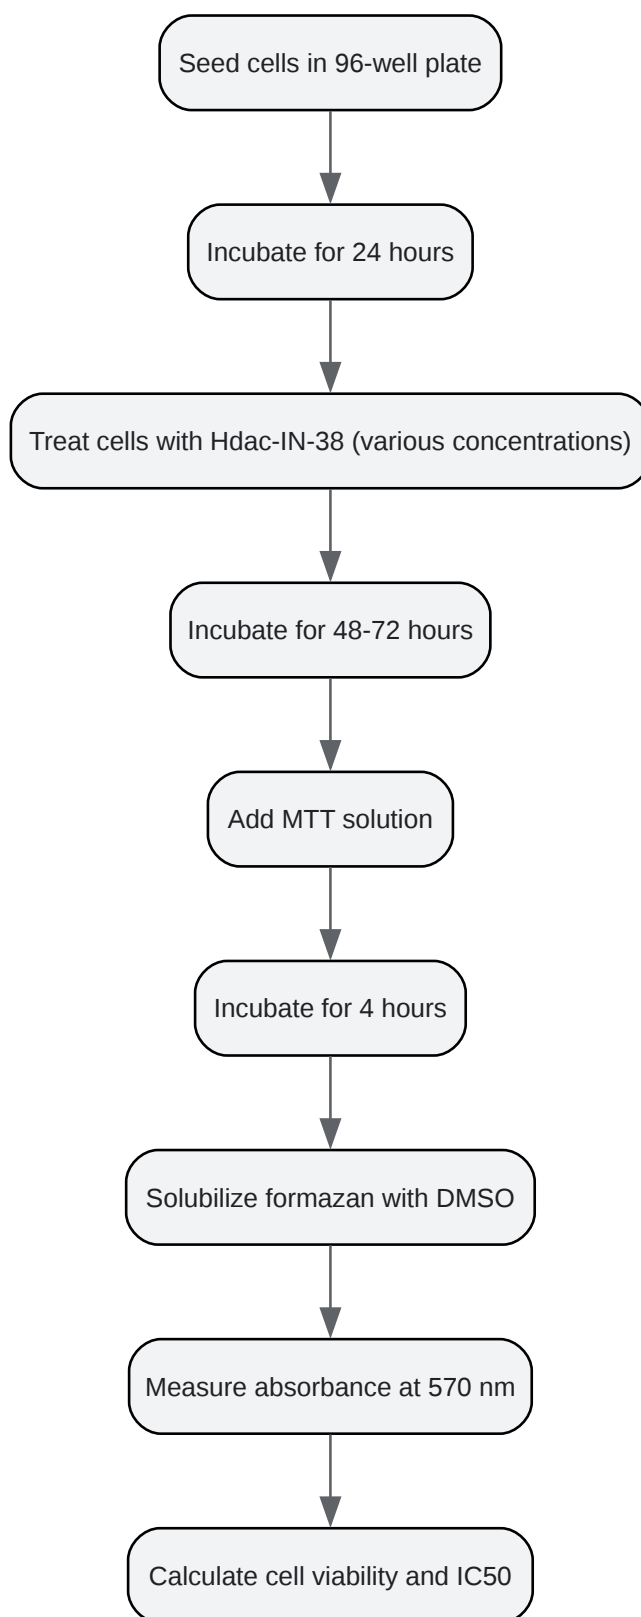 Seed cells in 96-well plate
Incubate for 24 hours
Treat cells with Hdac-IN-38 (various concentrations)
Incubate for 48-72 hours
Add MTT solution
Incubate for 4 hours
Solubilize formazan with DMSO
Measure absorbance at 570 nm
Calculate cell viability and IC50